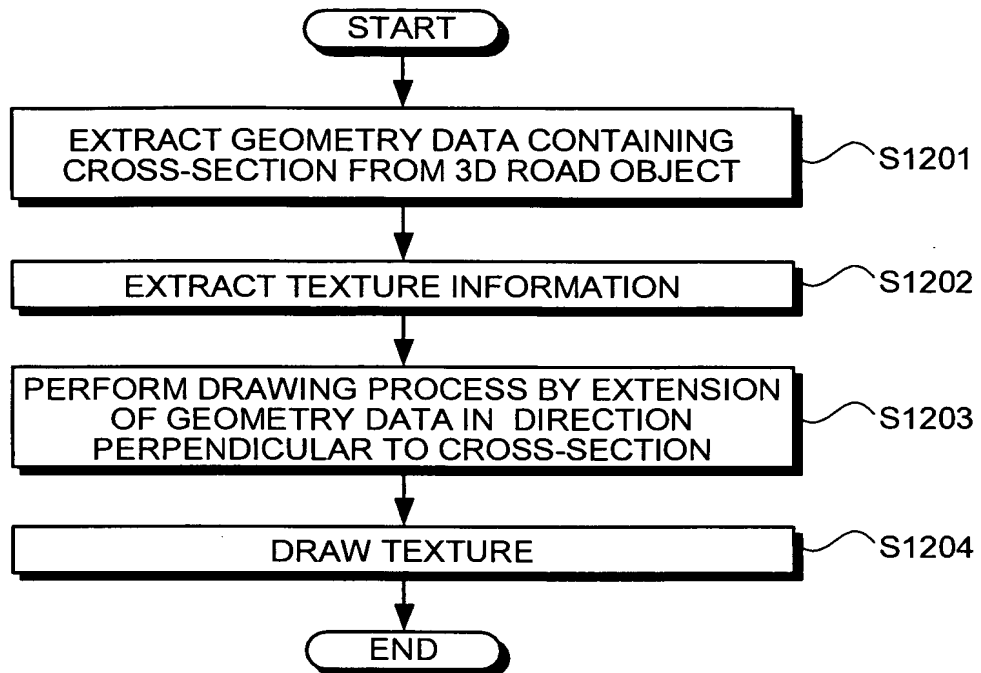 START
EXTRACT GEOMETRY DATA CONTAINING
CROSS-SECTION FROM 3D ROAD OBJECT
S1201
EXTRACT TEXTURE INFORMATION
S1202
PERFORM DRAWING PROCESS BY EXTENSION
OF GEOMETRY DATA IN DIRECTION
PERPENDICULAR TO CROSS-SECTION
S1203
DRAW TEXTURE
S1204
END